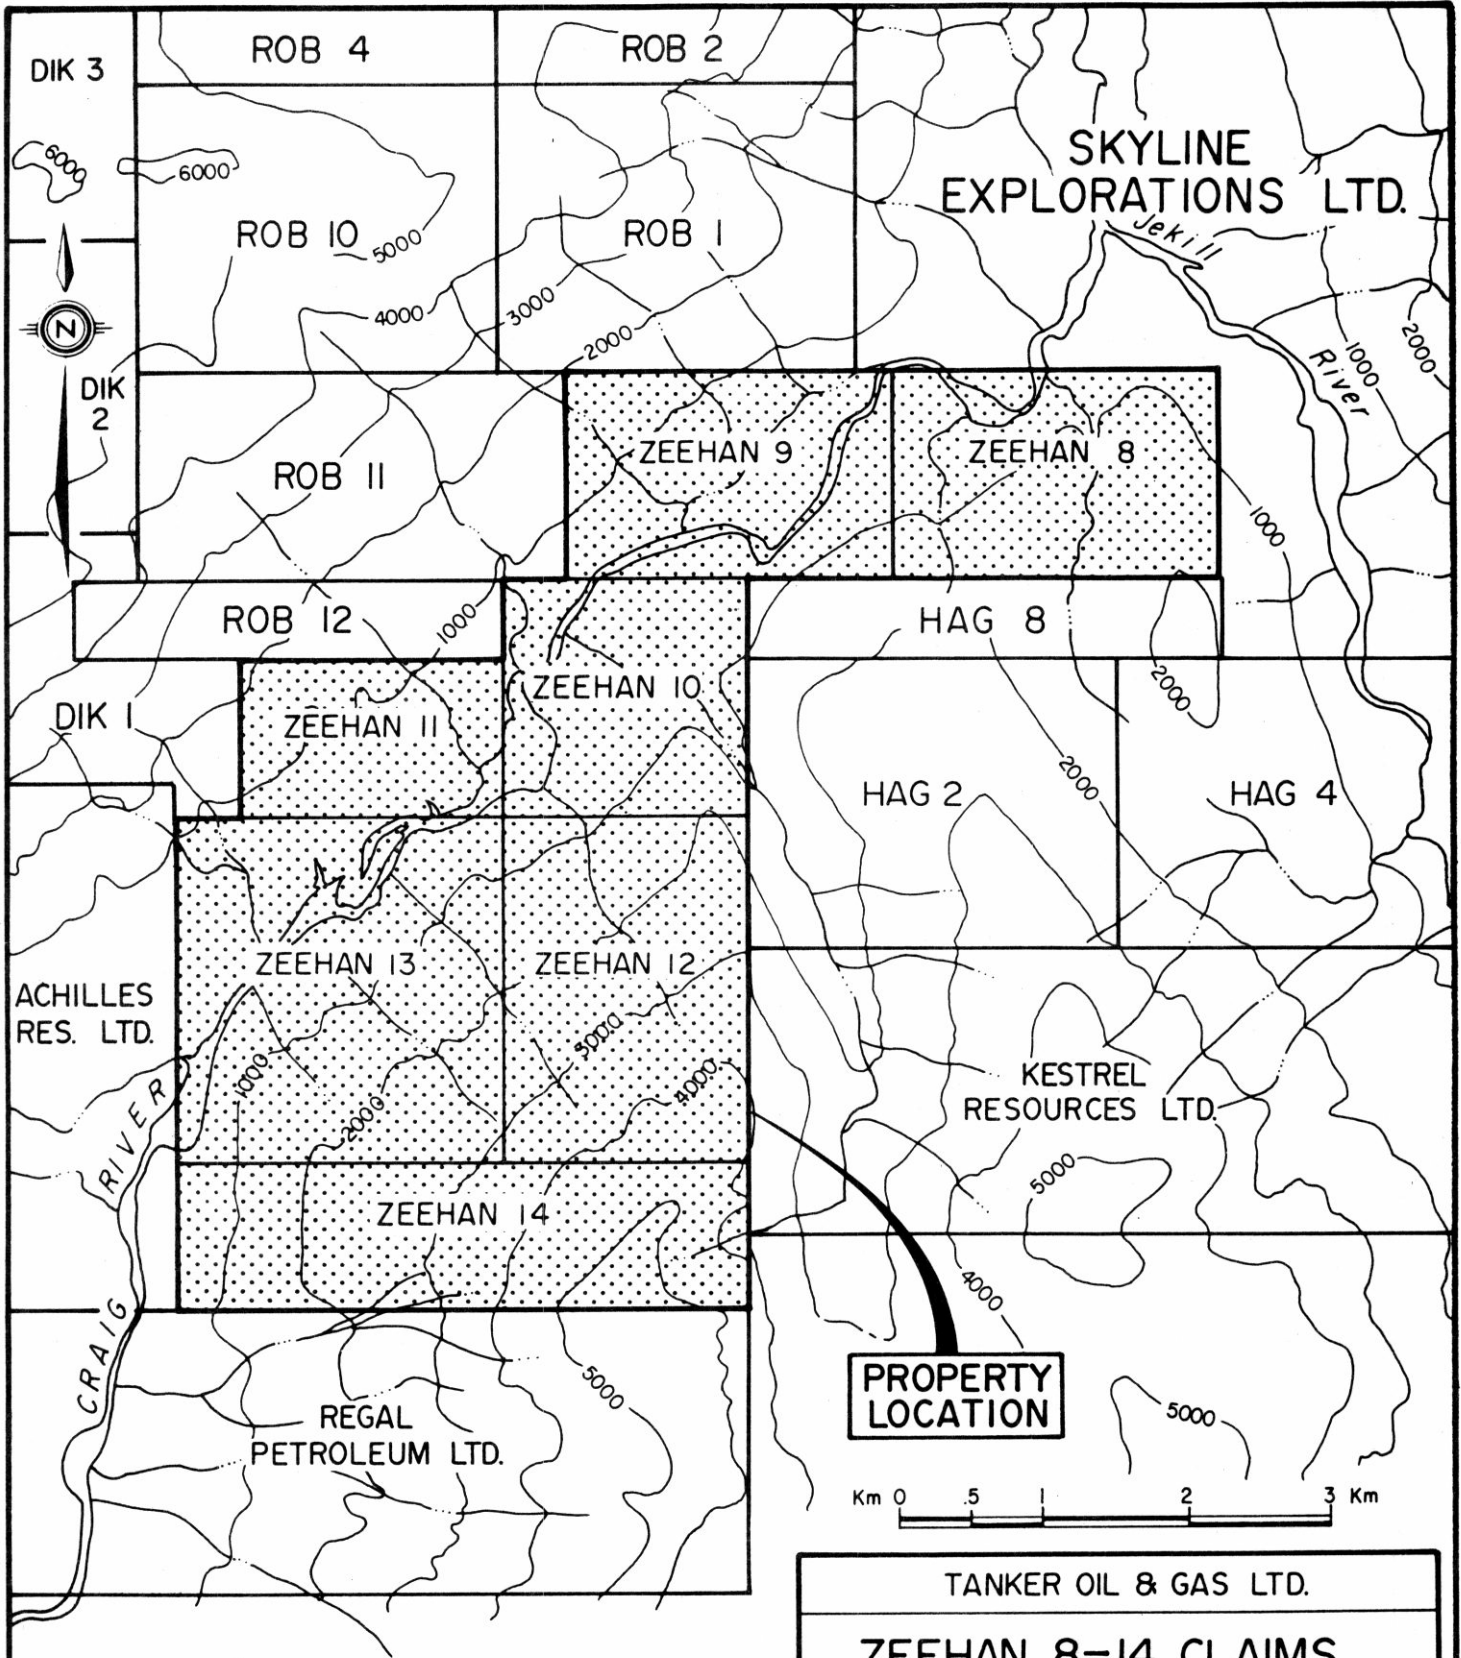 ROB 4
ROB 2
DIK 3
SKYLINE
EXPLORATIONS LTD.
6000
6000
ROB 10
5000
ROB 1
Jekill
River
N
4000
3000
2000
1000
2000
DIK
2
ROB 11
ZEEHAN 9
ZEEHAN 8
1000
ROB 12
1000
HAG 8
ZEEHAN 10
2000
DIK 1
ZEEHAN 11
2000
HAG 2
HAG 4
ZEEHAN 13
ZEEHAN 12
ACHILLES
RES. LTD.
3000
1000
2000
4000
KESTREL
RESOURCES LTD.
CRAIG RIVER
5000
ZEEHAN 14
4000
5000
PROPERTY
LOCATION
5000
REGAL
PETROLEUM LTD.
Km 0 .5 1 2 3 Km
TANKER OIL & GAS LTD.
ZEEHAN 8-14 CLAIMS